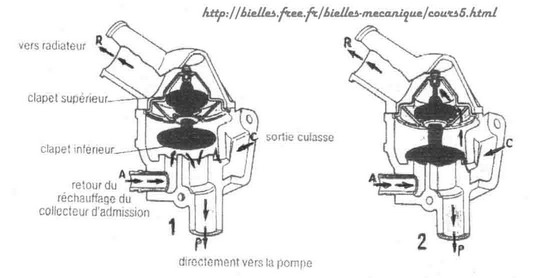 http://bielles.free.fr/bielles-mecanique/cours5.html
vers radiateur
R
R
clapet supérieur
clapet inférieur
sortie culasse
C
C
A
A
retour du
réchauffage du
collecteur d'admission
1
2
P
P
directement vers la pompe